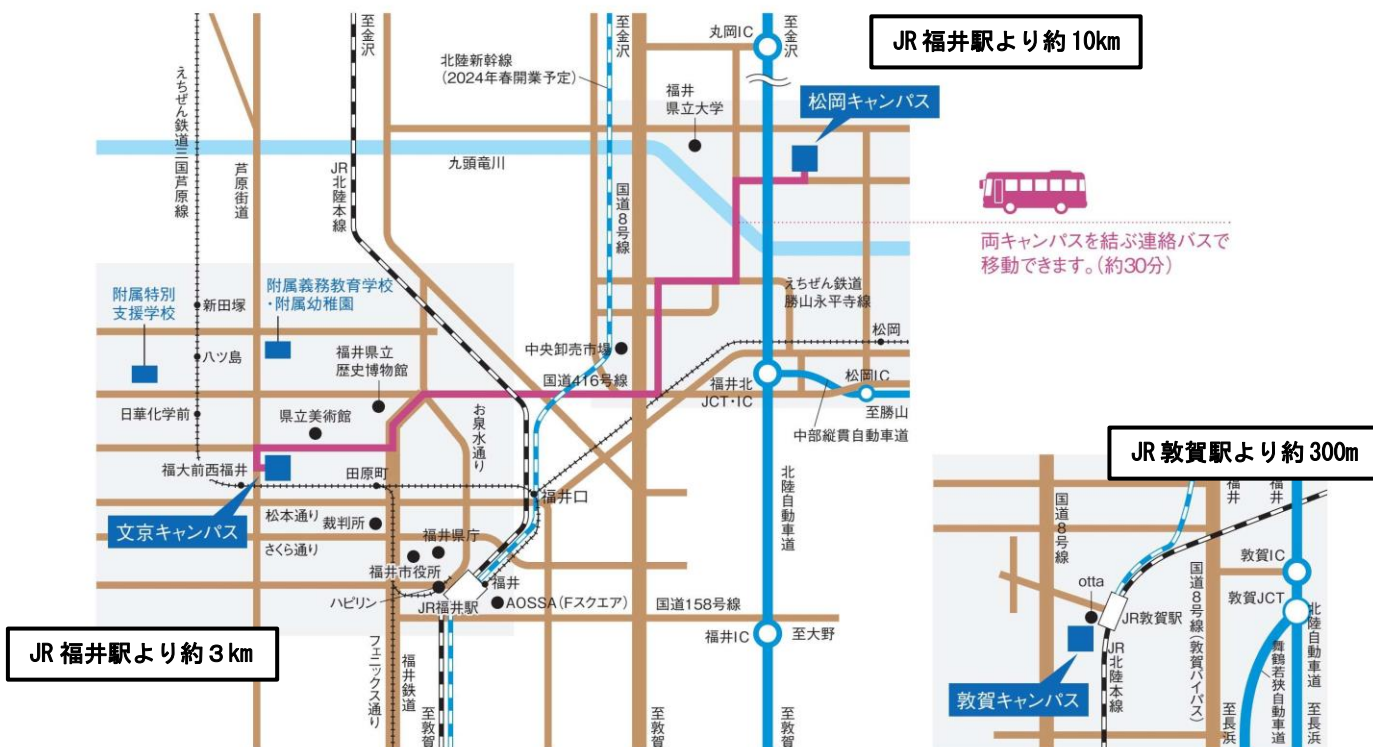 至金沢
至金沢
丸岡IC
至金沢
JR福井駅より約10km
北陸新幹線
(2024年春開業予定)
えちぜん鉄道三国芦原線
芦原街道
福井
県立大学
松岡キャンパス
九頭竜川
JR北陸本線
国道8号線
両キャンパスを結ぶ連絡バスで
移動できます。(約30分)
附属特別
支援学校
新田塚
附属義務教育学校
・附属幼稚園
えちぜん鉄道
勝山永平寺線
松岡
八ツ島
福井県立
歴史博物館
中央卸売市場
国道416号線
福井北
JCT・IC
松岡IC
至勝山
中部縦貫自動車道
日華化学前
県立美術館
お泉水通り
福大前西福井
田原町
福井口
北陸自動車道
文京キャンパス
松本通り
裁判所
さくら通り
福井県庁
福井市役所
ハピリン
JR福井駅
福井
AOSSA(Fスクエア)
国道158号線
福井IC
至大野
JR福井駅より約3km
フェニックス通り
福井鉄道
至敦賀
至敦賀
至敦賀
JR敦賀駅より約300m
福井
福井
国道8号線
otta
JR敦賀駅
敦賀IC
敦賀JCT
国道8号線(敦賀バイパス)
JR北陸本線
敦賀キャンパス
北陸自動車道
舞鶴若狭自動車道
至長浜
至長浜